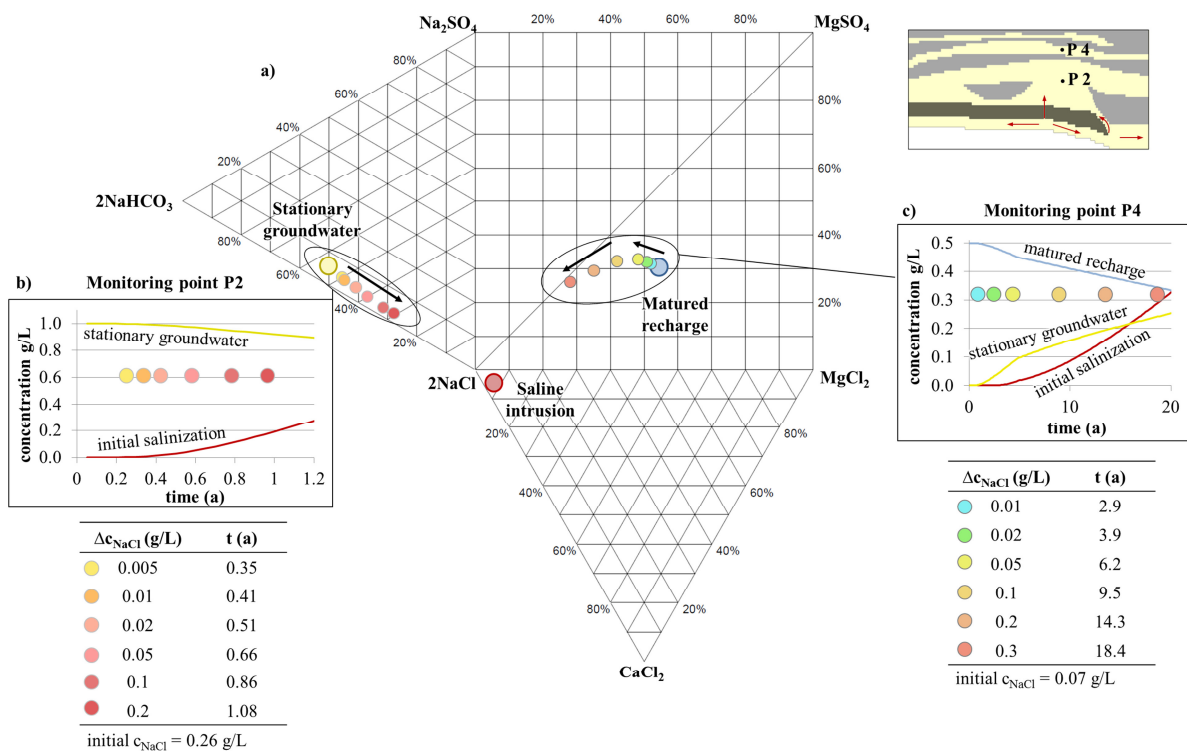 a)
Na₂SO₄
20% 40% 60% 80%
MgSO₄
80%
60%
40%
20%
2NaHCO₃
80%
60%
40%
20%
80%
60%
40%
20%
80%
60%
40%
20%
Stationary
groundwater
Matured
recharge
2NaCl
MgCl₂
Saline
intrusion
20%
40%
60%
80%
80%
60%
40%
20%
CaCl₂
P 4
P 2
b) Monitoring point P2
concentration g/L
1.0
0.8
0.6
0.4
0.2
0.0
stationary groundwater
initial salinization
0 0.2 0.4 0.6 0.8 1.0 1.2
time (a)
Δc_NaCl (g/L) t (a)
0.005 0.35
0.01 0.41
0.02 0.51
0.05 0.66
0.1 0.86
0.2 1.08
initial c_NaCl = 0.26 g/L
c) Monitoring point P4
concentration g/L
0.5
0.4
0.3
0.2
0.1
0.0
matured recharge
stationary groundwater
initial salinization
0 10 20
time (a)
Δc_NaCl (g/L) t (a)
0.01 2.9
0.02 3.9
0.05 6.2
0.1 9.5
0.2 14.3
0.3 18.4
initial c_NaCl = 0.07 g/L